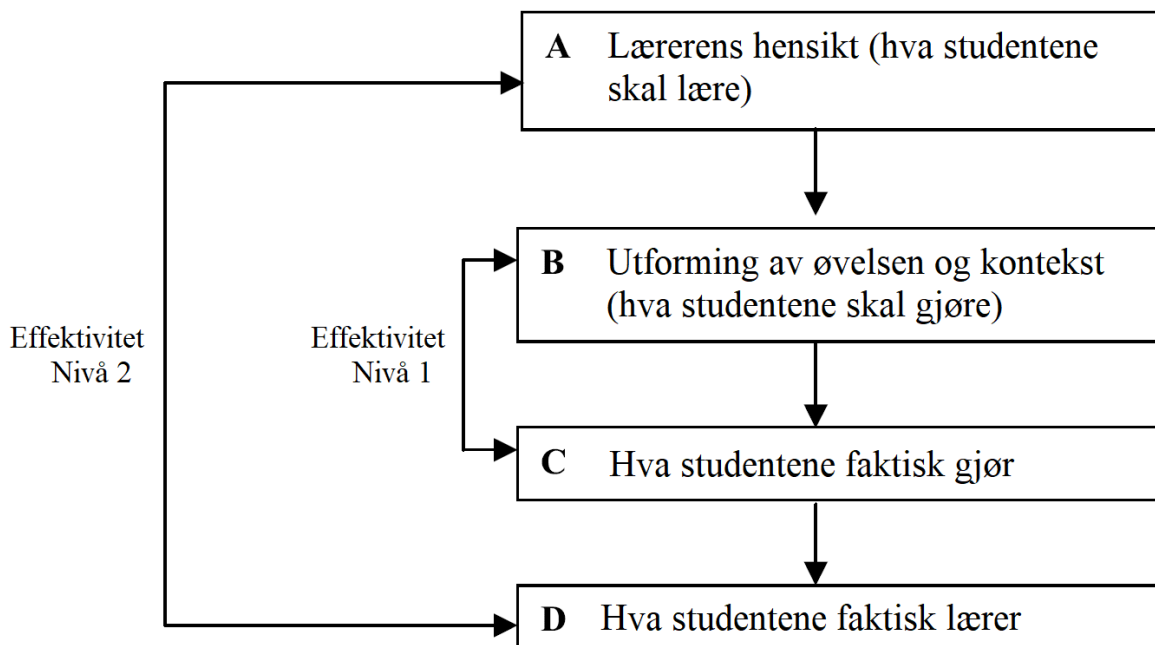 A Lærerens hensikt (hva studentene
skal lære)
B Utforming av øvelsen og kontekst
(hva studentene skal gjøre)
Effektivitet
Nivå 2
Effektivitet
Nivå 1
C Hva studentene faktisk gjør
D Hva studentene faktisk lærer